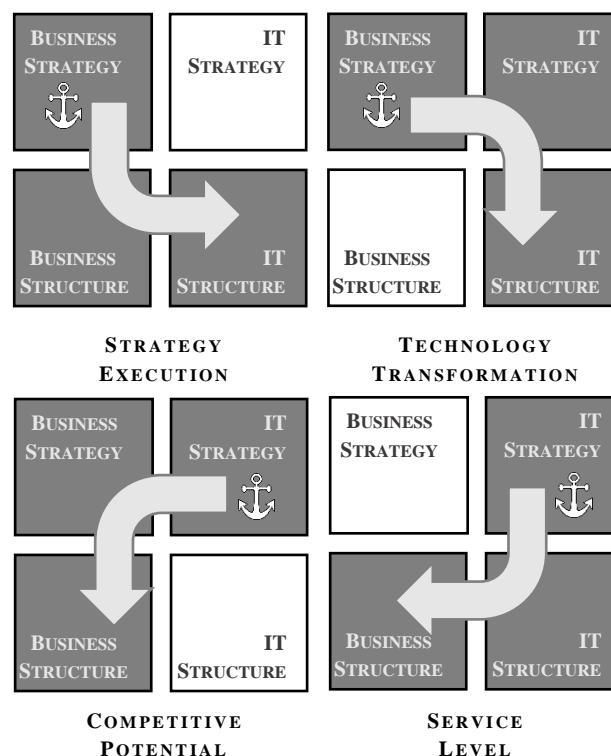 BUSINESS
STRATEGY
IT
STRATEGY
BUSINESS
STRUCTURE
IT
STRUCTURE
STRATEGY
EXECUTION
BUSINESS
STRATEGY
IT
STRATEGY
BUSINESS
STRUCTURE
IT
STRUCTURE
TECHNOLOGY
TRANSFORMATION
BUSINESS
STRATEGY
IT
STRATEGY
BUSINESS
STRUCTURE
IT
STRUCTURE
COMPETITIVE
POTENTIAL
BUSINESS
STRATEGY
IT
STRATEGY
BUSINESS
STRUCTURE
IT
STRUCTURE
SERVICE
LEVEL